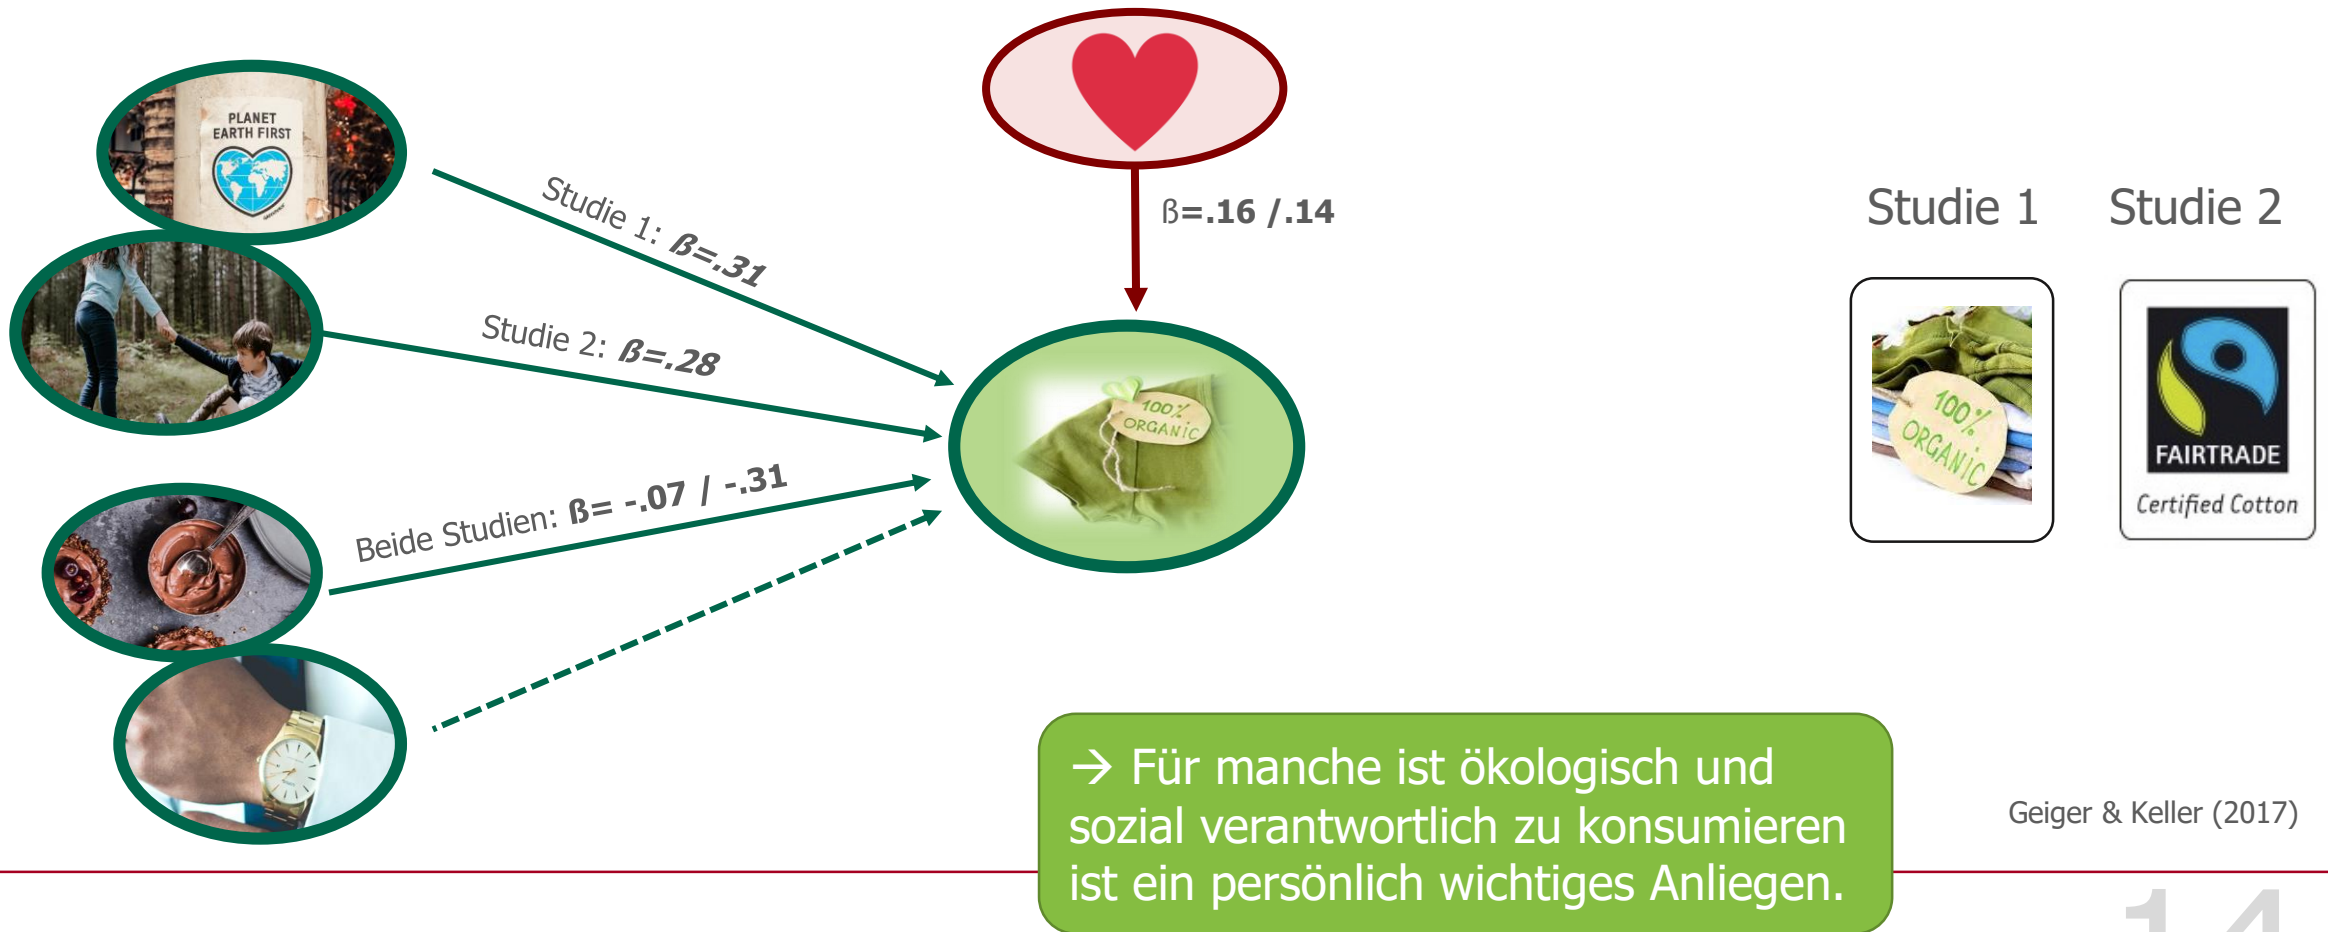 PLANET
EARTH FIRST
Studie 1: ß=.31
Studie 2: ß=.28
Beide Studien: ß= -.07 / -.31
ß=.16 /.14
100%
ORGANIC
Studie 1
Studie 2
100%
ORGANIC
FAIRTRADE
Certified Cotton
→ Für manche ist ökologisch und
sozial verantwortlich zu konsumieren
ist ein persönlich wichtiges Anliegen.
Geiger & Keller (2017)
14